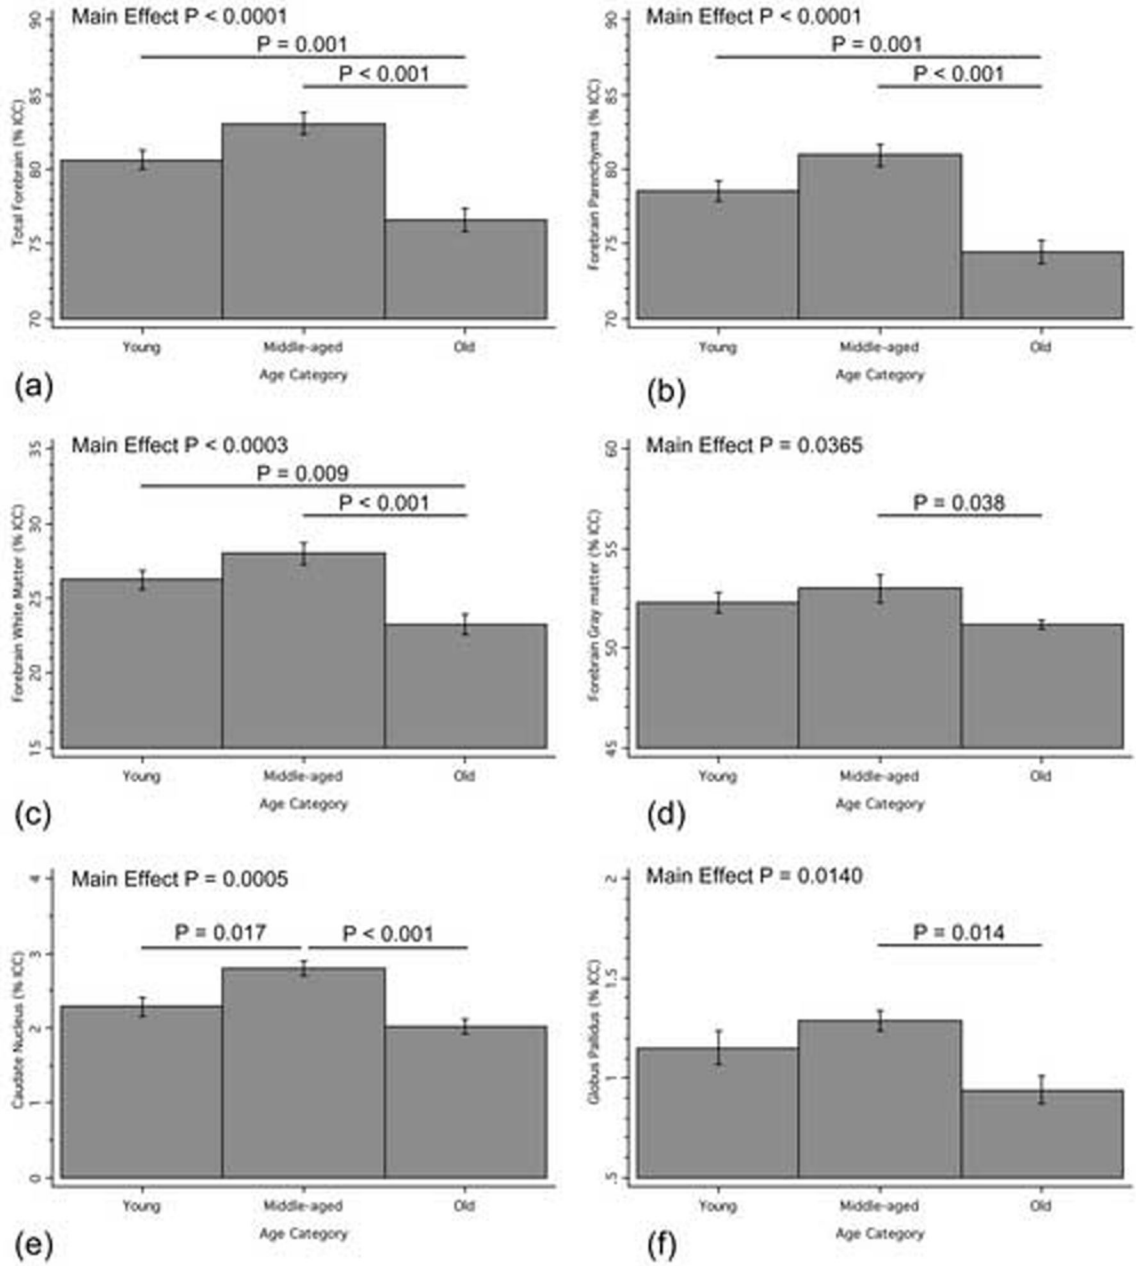 Main Effect P < 0.0001
P = 0.001
P < 0.001
Total Forebrain (% ICC)
90
85
80
75
70
Young Middle-aged Old
Age Category
(a)
Main Effect P < 0.0001
P = 0.001
P < 0.001
Forebrain Parenchyma (% ICC)
90
85
80
75
70
Young Middle-aged Old
Age Category
(b)
Main Effect P < 0.0003
P = 0.009
P < 0.001
Forebrain White Matter (% ICC)
35
30
25
20
15
Young Middle-aged Old
Age Category
(c)
Main Effect P = 0.0365
P = 0.038
Forebrain Gray matter (% ICC)
60
55
50
45
Young Middle-aged Old
Age Category
(d)
Main Effect P = 0.0005
P = 0.017 P < 0.001
Caudate Nucleus (% ICC)
4
3
2
1
0
Young Middle-aged Old
Age Category
(e)
Main Effect P = 0.0140
P = 0.014
Globus Pallidus (% ICC)
2
1.5
1
.5
Young Middle-aged Old
Age Category
(f)